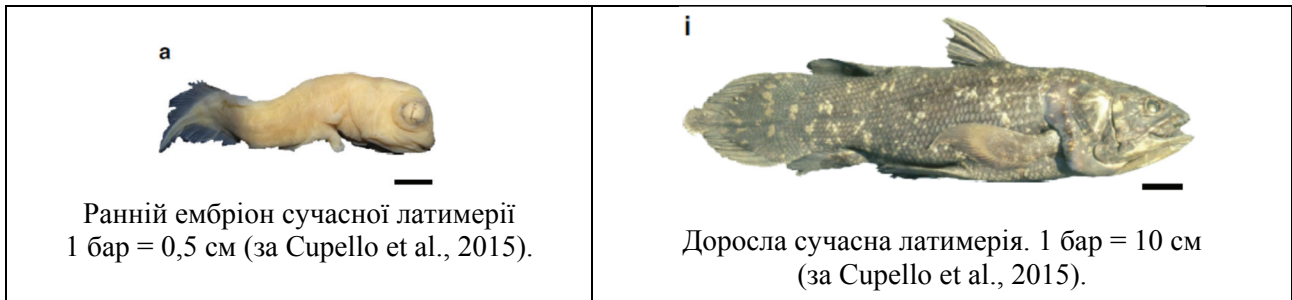 a
Ранній ембріон сучасної латимерії
1 бар = 0,5 см (за Cupello et al., 2015).
i
Доросла сучасна латимерія. 1 бар = 10 см
(за Cupello et al., 2015).